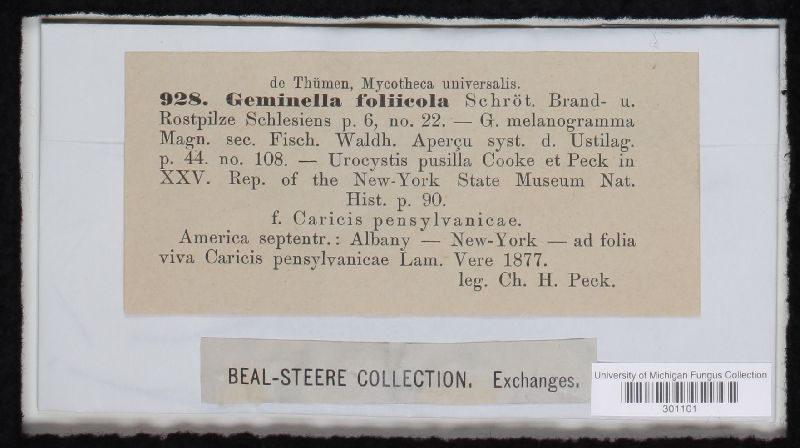 de Thümen, Mycotheca universalis.
928. Geminella foliicola Schröt. Brand- u.
Rostpilze Schlesiens p. 6, no. 22. — G. melanogramma
Magn. sec. Fisch. Waldh. Aperçu syst. d. Ustilag.
p. 44. no. 108. — Urocystis pusilla Cooke et Peck in
XXV. Rep. of the New-York State Museum Nat.
Hist. p. 90.
f. Caricis pensylvanicae.
America septentr.: Albany — New-York — ad folia
viva Caricis pensylvanicae Lam. Vere 1877.
leg. Ch. H. Peck.
BEAL-STEERE COLLECTION. Exchanges.
University of Michigan Fungus Collection
301101